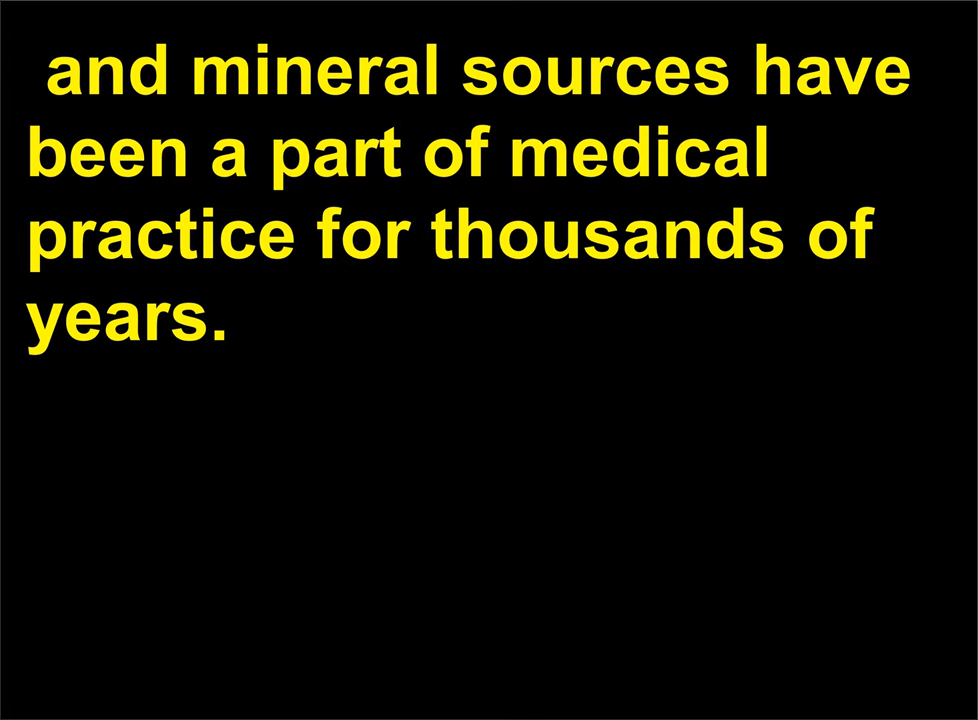 and mineral sources have
been a part of medical
practice for thousands of
years.